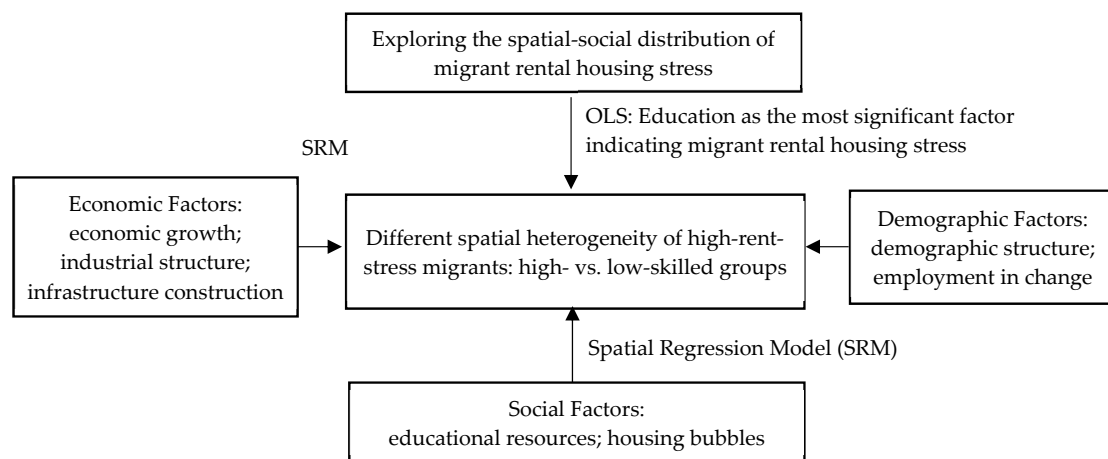 Exploring the spatial-social distribution of
migrant rental housing stress
OLS: Education as the most significant factor
indicating migrant rental housing stress
SRM
Economic Factors:
economic growth;
industrial structure;
infrastructure construction
Different spatial heterogeneity of high-rent-
stress migrants: high- vs. low-skilled groups
Demographic Factors:
demographic structure;
employment in change
Spatial Regression Model (SRM)
Social Factors:
educational resources; housing bubbles